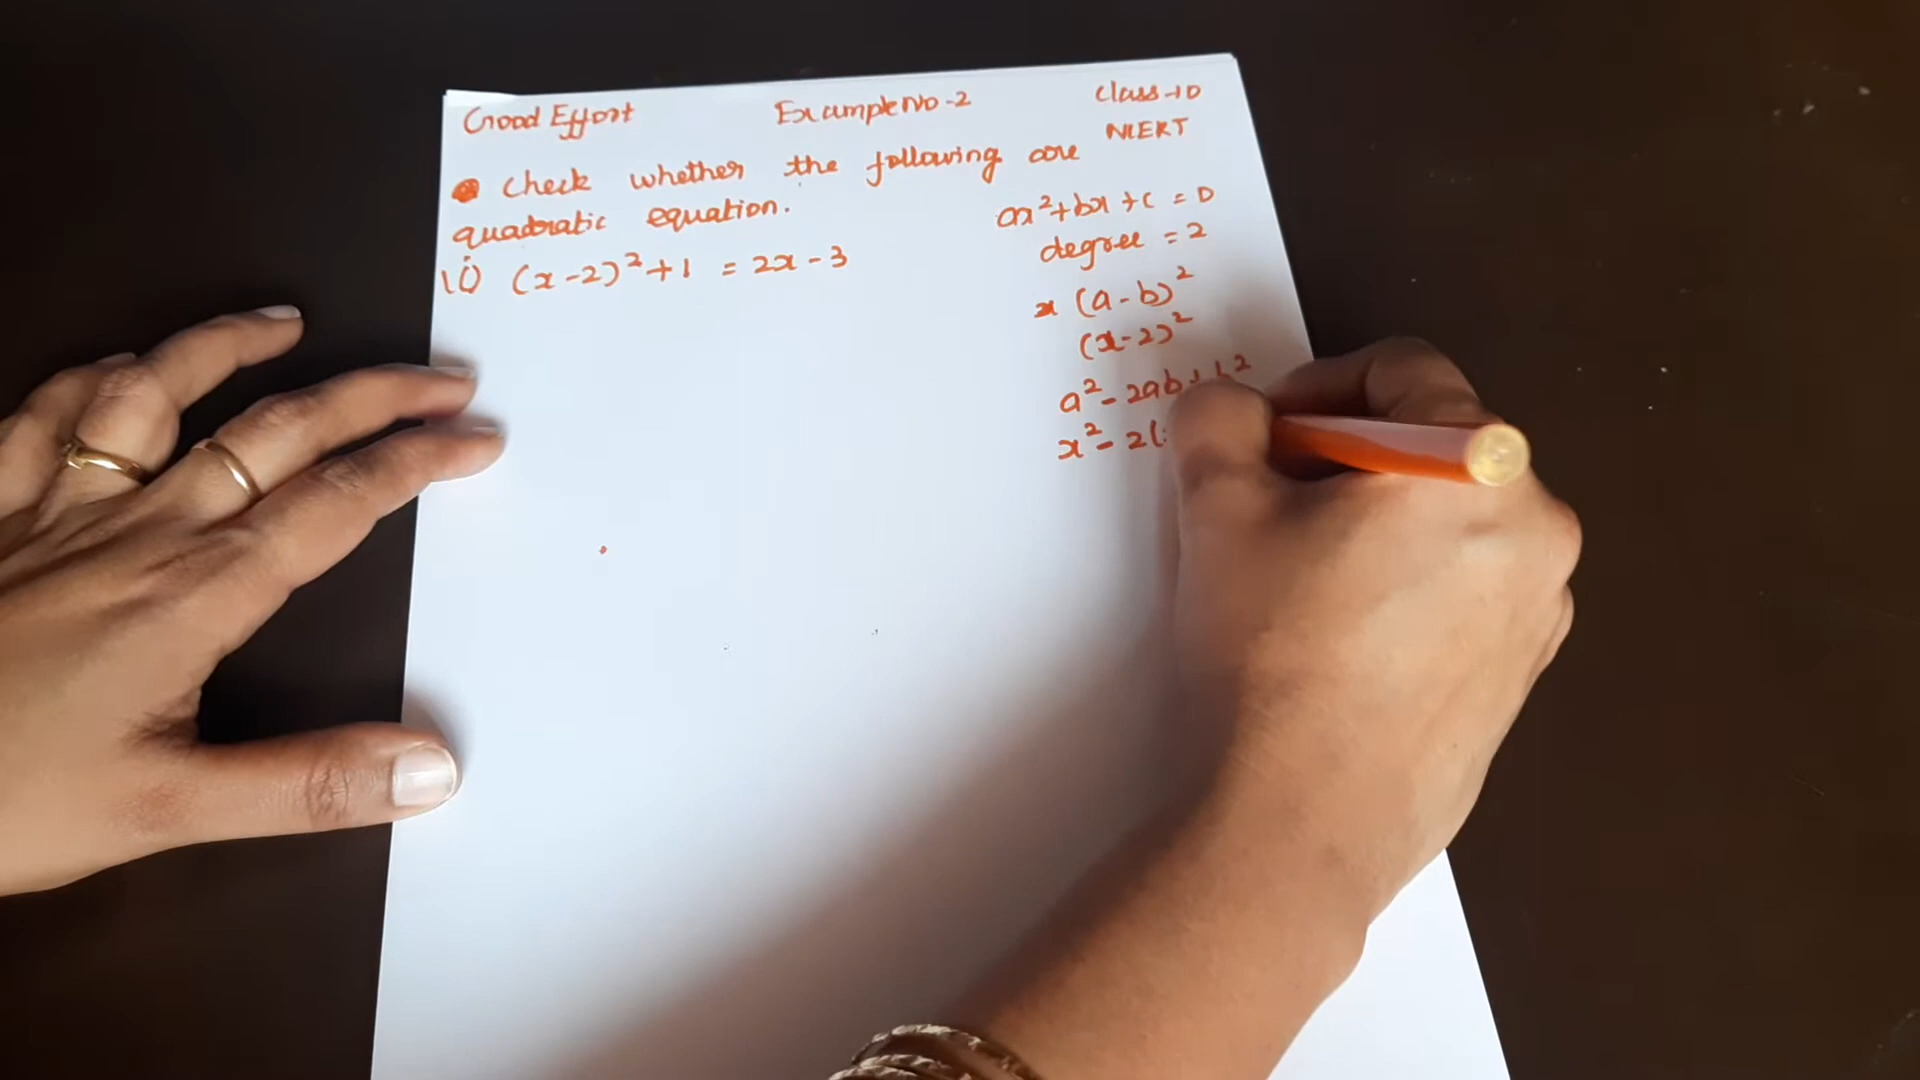 Good Effort Example No-2 Class-10
NCERT
Check whether the following are
quadratic equation.
(i) (x-2)²+1 = 2x-3
ax²+bx+c = 0
degree = 2
x (a-b)²
(x-2)²
a²-2ab+b²
x²-2(